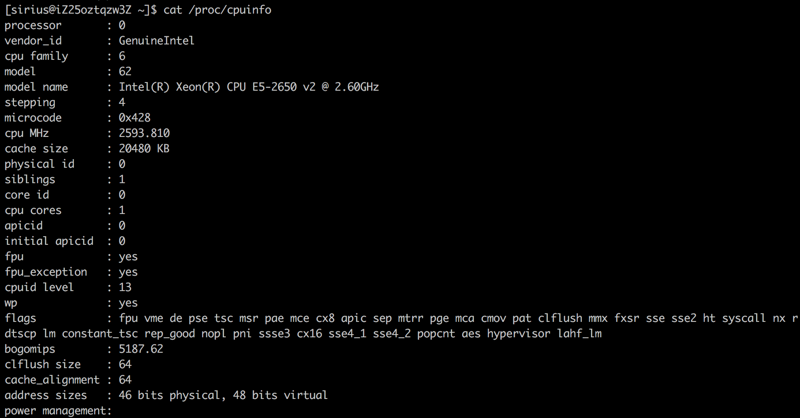 [sirius@iZ25oztqzw3Z ~]$ cat /proc/cpuinfo
processor : 0
vendor_id : GenuineIntel
cpu family : 6
model : 62
model name : Intel(R) Xeon(R) CPU E5-2650 v2 @ 2.60GHz
stepping : 4
microcode : 0x428
cpu MHz : 2593.810
cache size : 20480 KB
physical id : 0
siblings : 1
core id : 0
cpu cores : 1
apicid : 0
initial apicid : 0
fpu : yes
fpu_exception : yes
cpuid level : 13
wp : yes
flags : fpu vme de pse tsc msr pae mce cx8 apic sep mtrr pge mca cmov pat clflush mmx fxsr sse sse2 ht syscall nx r
dtscp lm constant_tsc rep_good nopl pni ssse3 cx16 sse4_1 sse4_2 popcnt aes hypervisor lahf_lm
bogomips : 5187.62
clflush size : 64
cache_alignment : 64
address sizes : 46 bits physical, 48 bits virtual
power management: